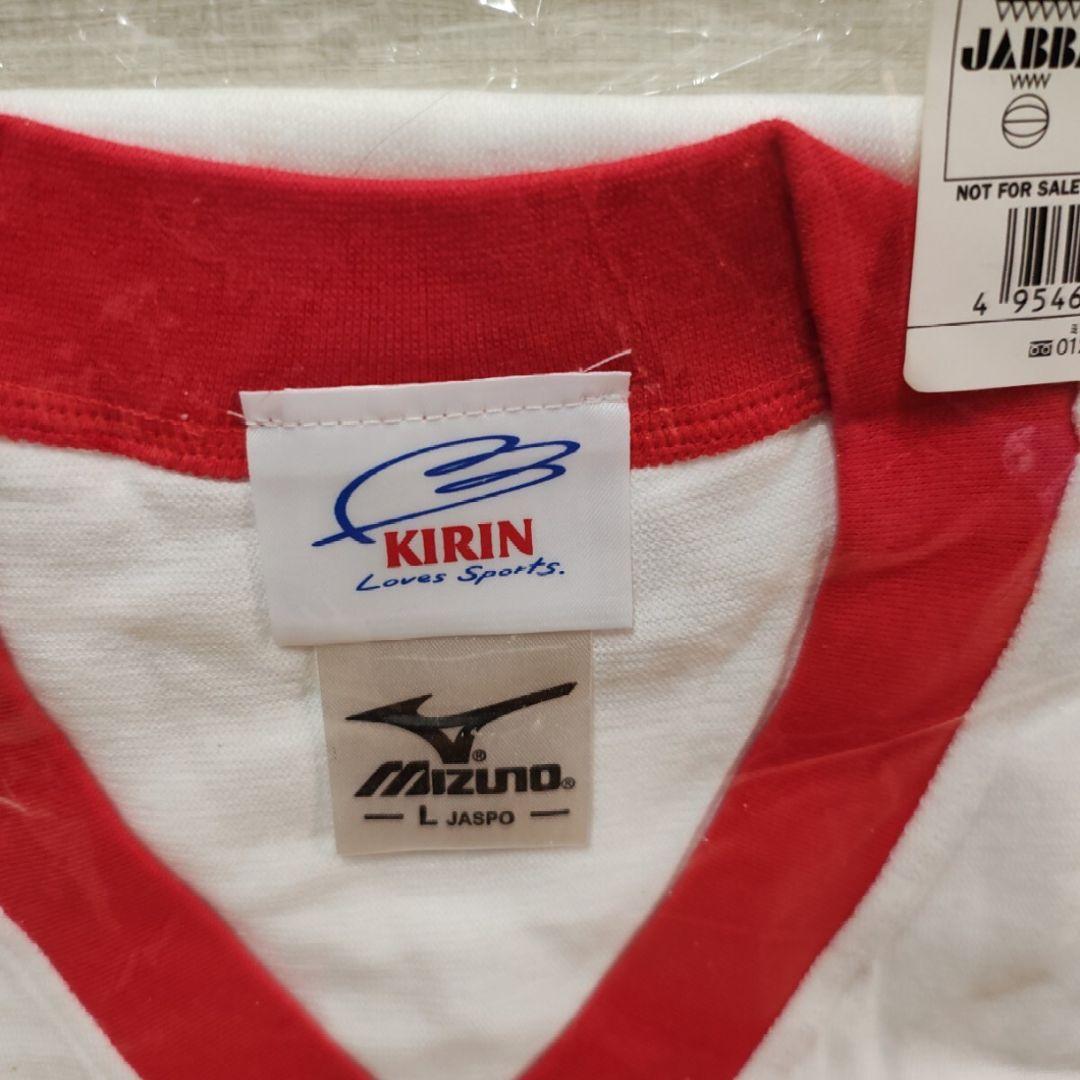 JABBA
NOT FOR SALE
4 9546
KIRIN
Loves Sports.
MIZUNO
L JASPO